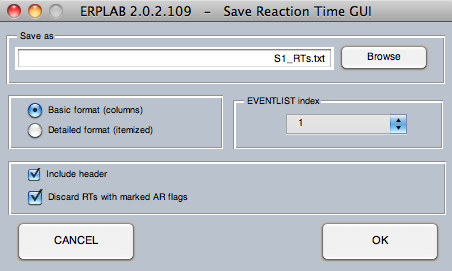 ERPLAB 2.0.2.109 - Save Reaction Time GUI
Save as
S1_RTs.txt
Browse
Basic format (columns)
Detailed format (itemized)
EVENTLIST index
1
Include header
Discard RTs with marked AR flags
CANCEL
OK